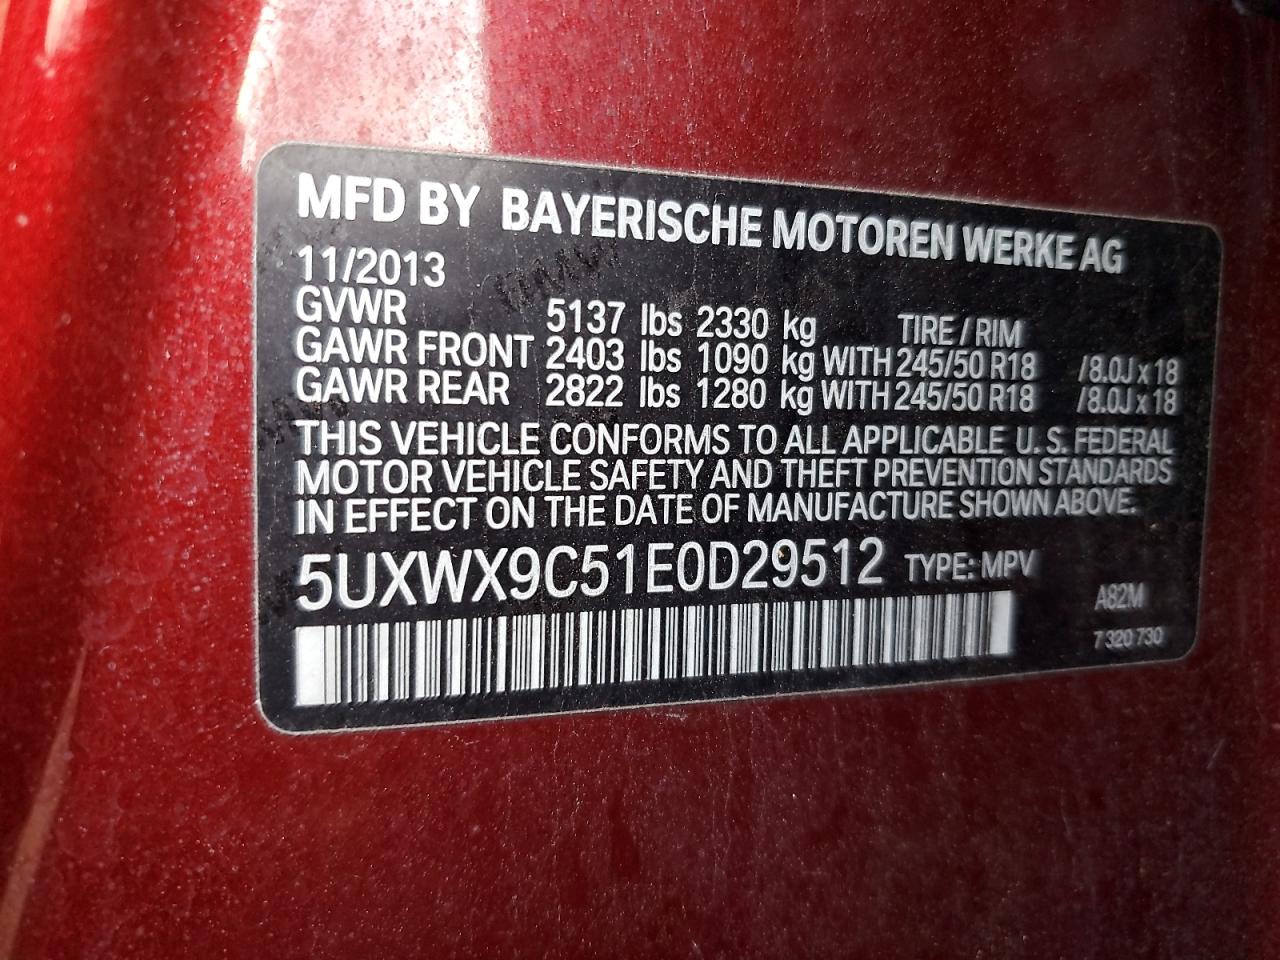 MFD BY BAYERISCHE MOTOREN WERKE AG
11/2013
GVWR 5137 lbs 2330 kg TIRE / RIM
GAWR FRONT 2403 lbs 1090 kg WITH 245/50 R18 / 8.0J x 18
GAWR REAR 2822 lbs 1280 kg WITH 245/50 R18 / 8.0J x 18
THIS VEHICLE CONFORMS TO ALL APPLICABLE U. S. FEDERAL
MOTOR VEHICLE SAFETY AND THEFT PREVENTION STANDARDS
IN EFFECT ON THE DATE OF MANUFACTURE SHOWN ABOVE.
5UXWX9C51E0D29512 TYPE: MPV
A82M
7 320 730